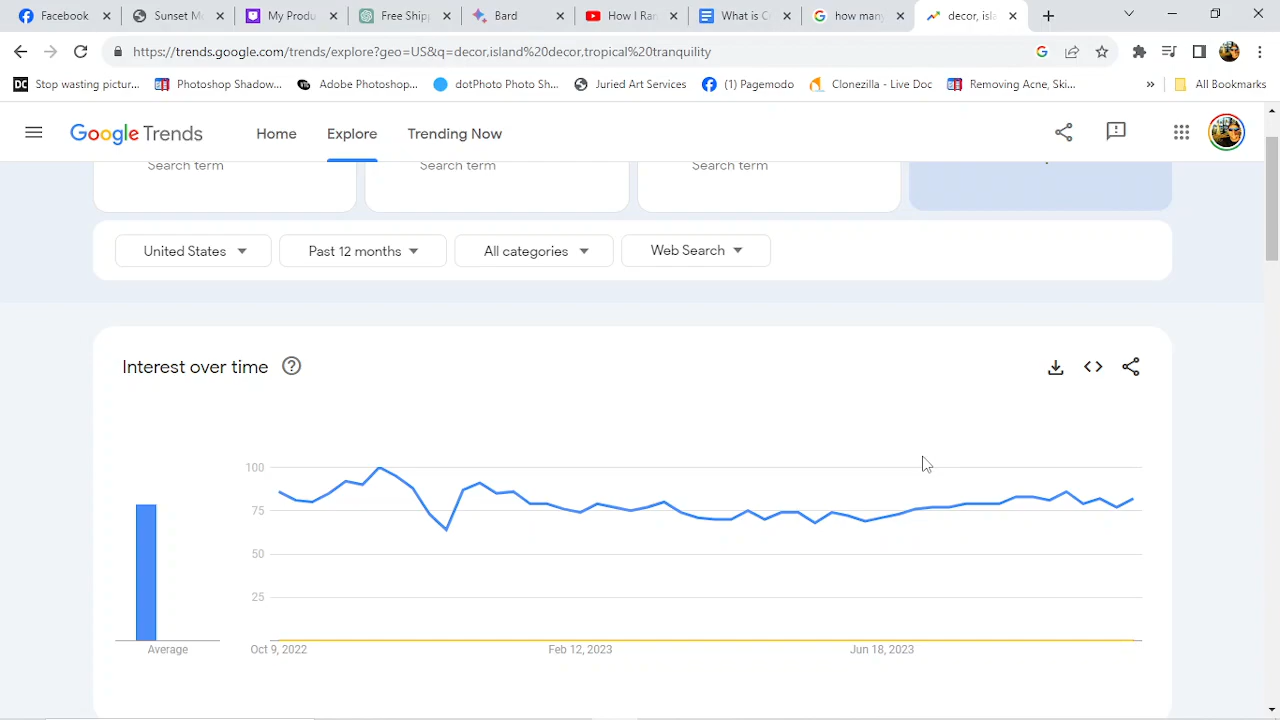 Facebook
Sunset Mo
My Produ
Free Shipp
Bard
How I Ran
What is C
how many
decor, isla
https://trends.google.com/trends/explore?geo=US&q=decor,island%20decor,tropical%20tranquility
DC Stop wasting pictur...
Photoshop Shadow...
Adobe Photoshop...
dotPhoto Photo Sh...
Juried Art Services
(1) Pagemodo
Clonezilla - Live Doc
Removing Acne, Ski...
»
All Bookmarks
Google Trends
Home
Explore
Trending Now
Search term
Search term
Search term
United States
Past 12 months
All categories
Web Search
Interest over time
100
75
50
25
Average
Oct 9, 2022
Feb 12, 2023
Jun 18, 2023